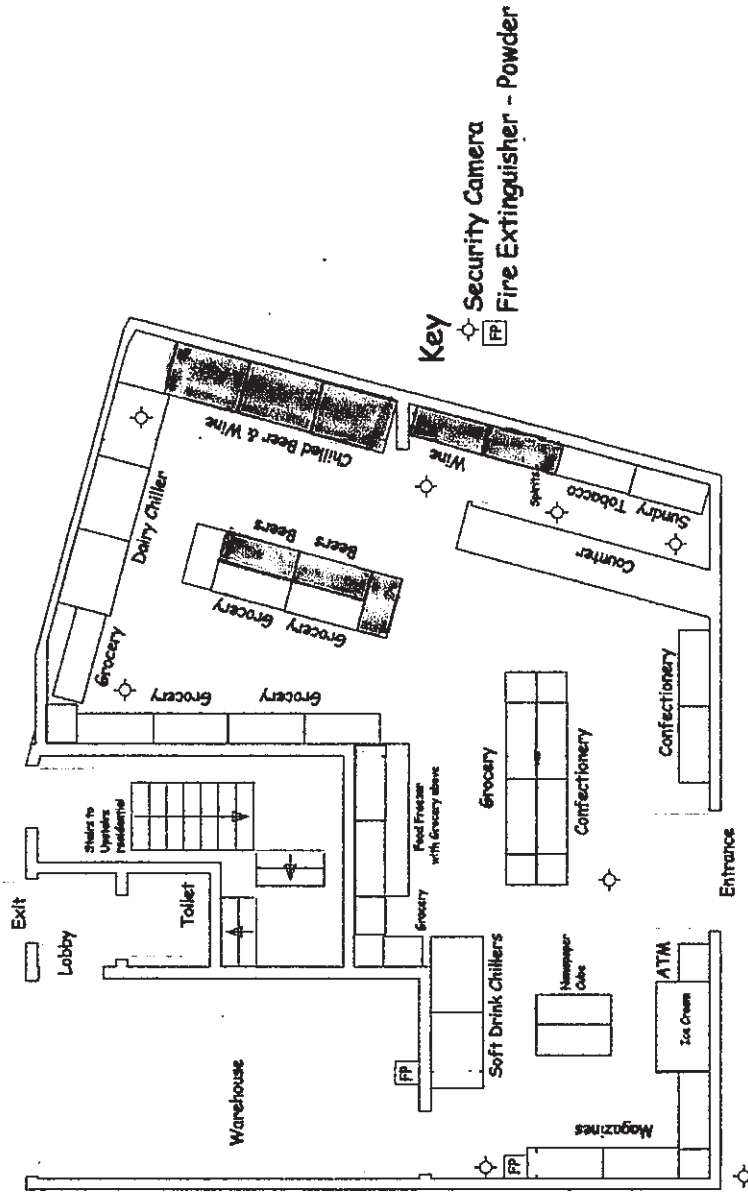 Key
Security Camera
FP Fire Extinguisher - Powder
Exit
Lobby
Toilet
Stairs to
Upstairs
residential
Warehouse
FP
Grocery
Dairy Chiller
Chilled Beer & Wine
Grocery
Grocery
Grocery
Grocery
Beers
Beers
Wine
Spirits
Tobacco
Sundry
Counter
Food Freezer
with Grocery above
Grocery
Soft Drink Chillers
Grocery
Confectionery
Confectionery
Newspaper
Cube
FP
Magazines
Ice Cream
ATM
Entrance